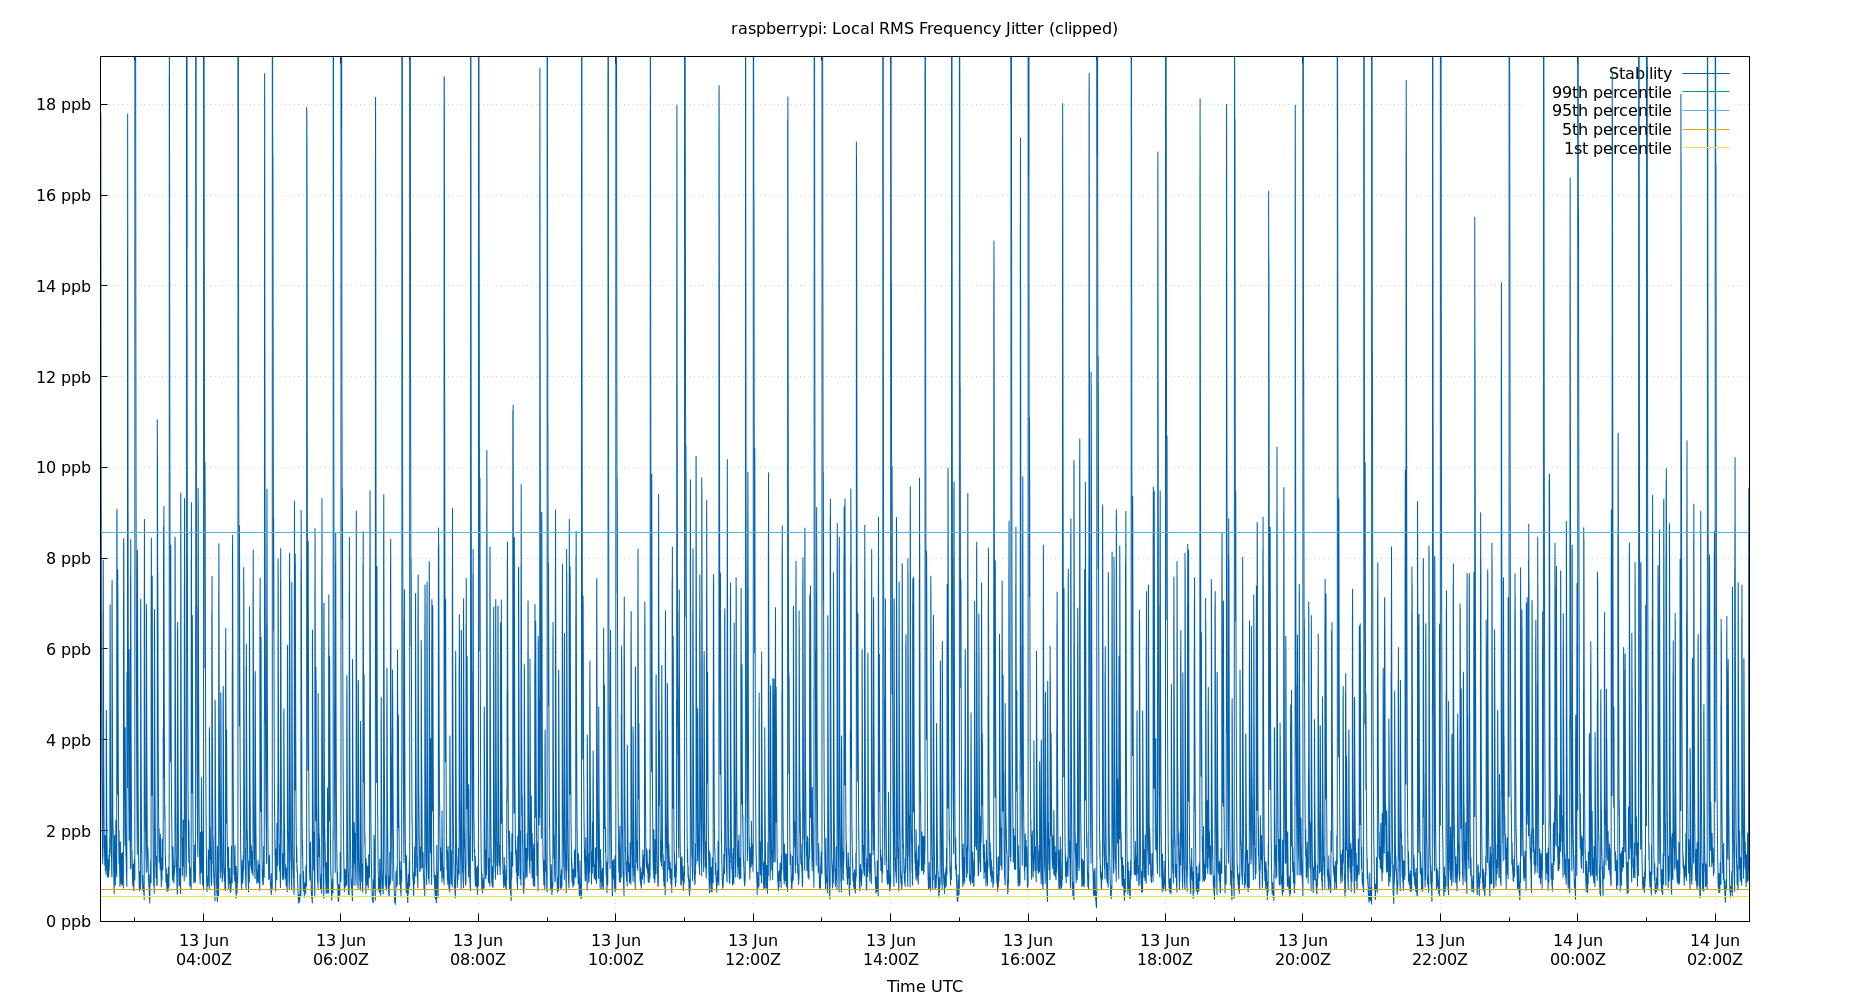 raspberrypi: Local RMS Frequency Jitter (clipped)
Stability
99th percentile
95th percentile
5th percentile
1st percentile
18 ppb
16 ppb
14 ppb
12 ppb
10 ppb
8 ppb
6 ppb
4 ppb
2 ppb
0 ppb
13 Jun 13 Jun 13 Jun 13 Jun 13 Jun 13 Jun 13 Jun 13 Jun 13 Jun 13 Jun 14 Jun 14 Jun
04:00Z 06:00Z 08:00Z 10:00Z 12:00Z 14:00Z 16:00Z 18:00Z 20:00Z 22:00Z 00:00Z 02:00Z
Time UTC